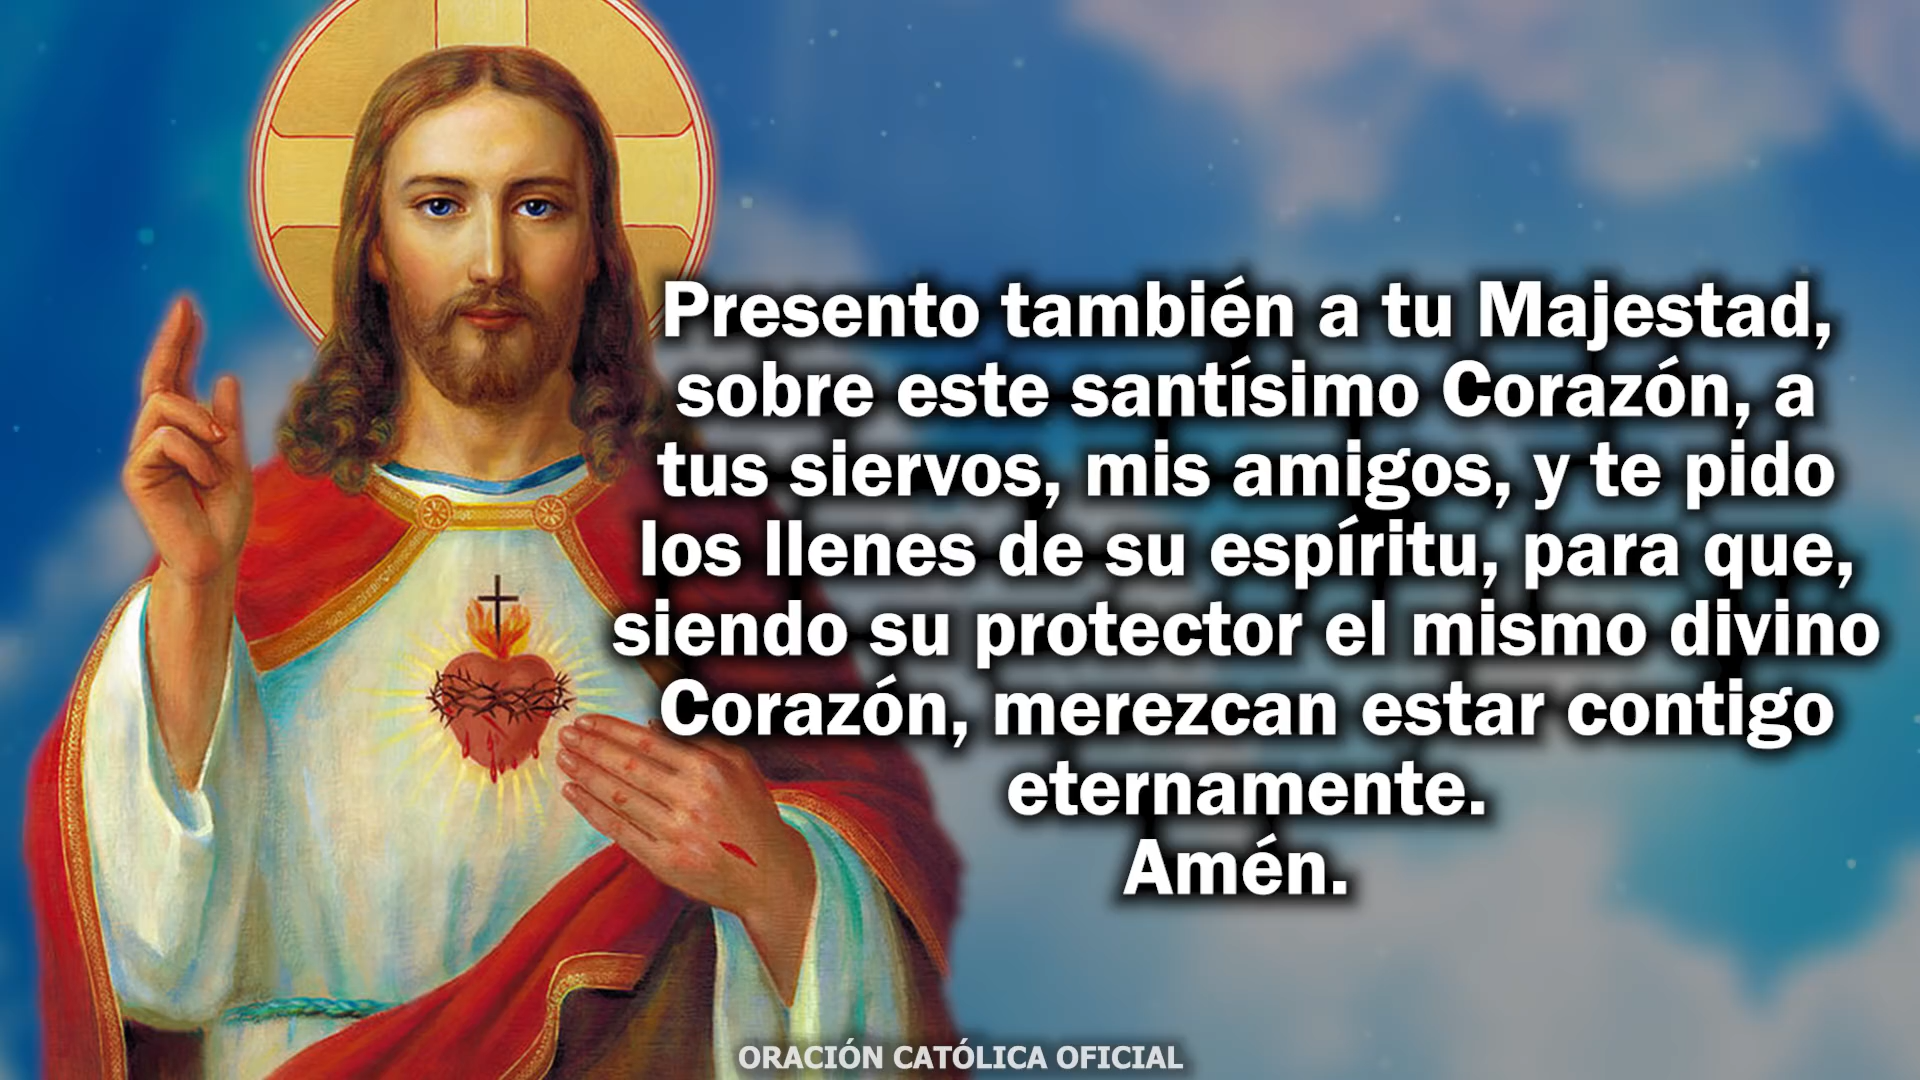 Presento también a tu Majestad,
sobre este santísimo Corazón, a
tus siervos, mis amigos, y te pido
los llenes de su espíritu, para que,
siendo su protector el mismo divino
Corazón, merezcan estar contigo
eternamente.
Amén.
ORACIÓN CATÓLICA OFICIAL